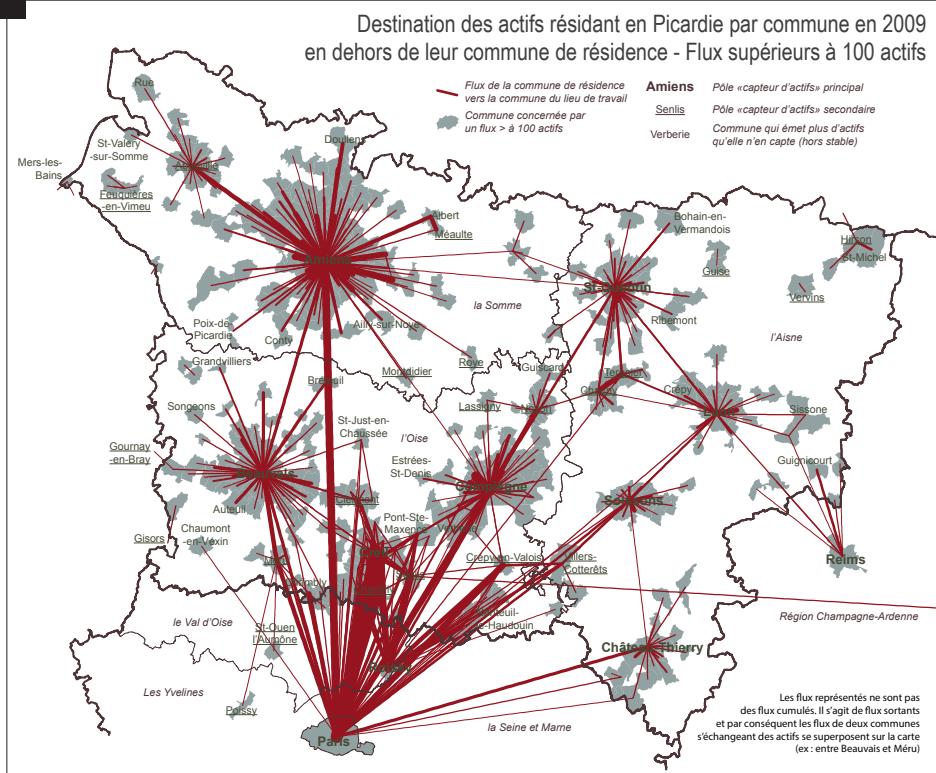 Destination des actifs résidant en Picardie par commune en 2009
en dehors de leur commune de résidence - Flux supérieurs à 100 actifs
Flux de la commune de résidence
vers la commune du lieu de travail
Commune concernée par
un flux > à 100 actifs
Amiens
Pôle «capteur d'actifs» principal
Senlis
Pôle «capteur d'actifs» secondaire
Verberie
Commune qui émet plus d'actifs
qu'elle n'en capte (hors stable)
Rue
St-Valéry
-sur-Somme
Mers-les-
Bains
Abbeville
Feuquières
-en-Vimeu
Doullens
Albert
Méaulte
Amiens
Bohain-en-
Vermandois
Guise
Hirson
St-Michel
Vervins
St-Quentin
Ribemont
la Somme
l'Aisne
Poix-de-
Picardie
Conty
Ailly-sur-Noye
Roye
Montdidier
Grandvilliers
Breteuil
Guiscard
Tergnier
Chauny
Crépy
Laon
Sissone
Songeons
St-Just-en-
Chaussée
l'Oise
Lassigny
Noyon
Gournay
-en-Bray
Estrées-
St-Denis
Guignicourt
Beauvais
Compiègne
Soissons
Clermont
Auteuil
Pont-Ste-
Maxence
Verberie
Gisors
Chaumont
-en-Vexin
Creil
Crépy-en-Valois
Villers-
Cotterêts
Reims
Méru
Chambly
Nanteuil
-le-Haudouin
le Val d'Oise
St-Ouen
l'Aumône
Région Champagne-Ardenne
Roissy
Château-Thierry
Les Yvelines
Poissy
Paris
la Seine et Marne
Les flux représentés ne sont pas
des flux cumulés. Il s'agit de flux sortants
et par conséquent les flux de deux communes
s'échangeant des actifs se superposent sur la carte
(ex : entre Beauvais et Méru)